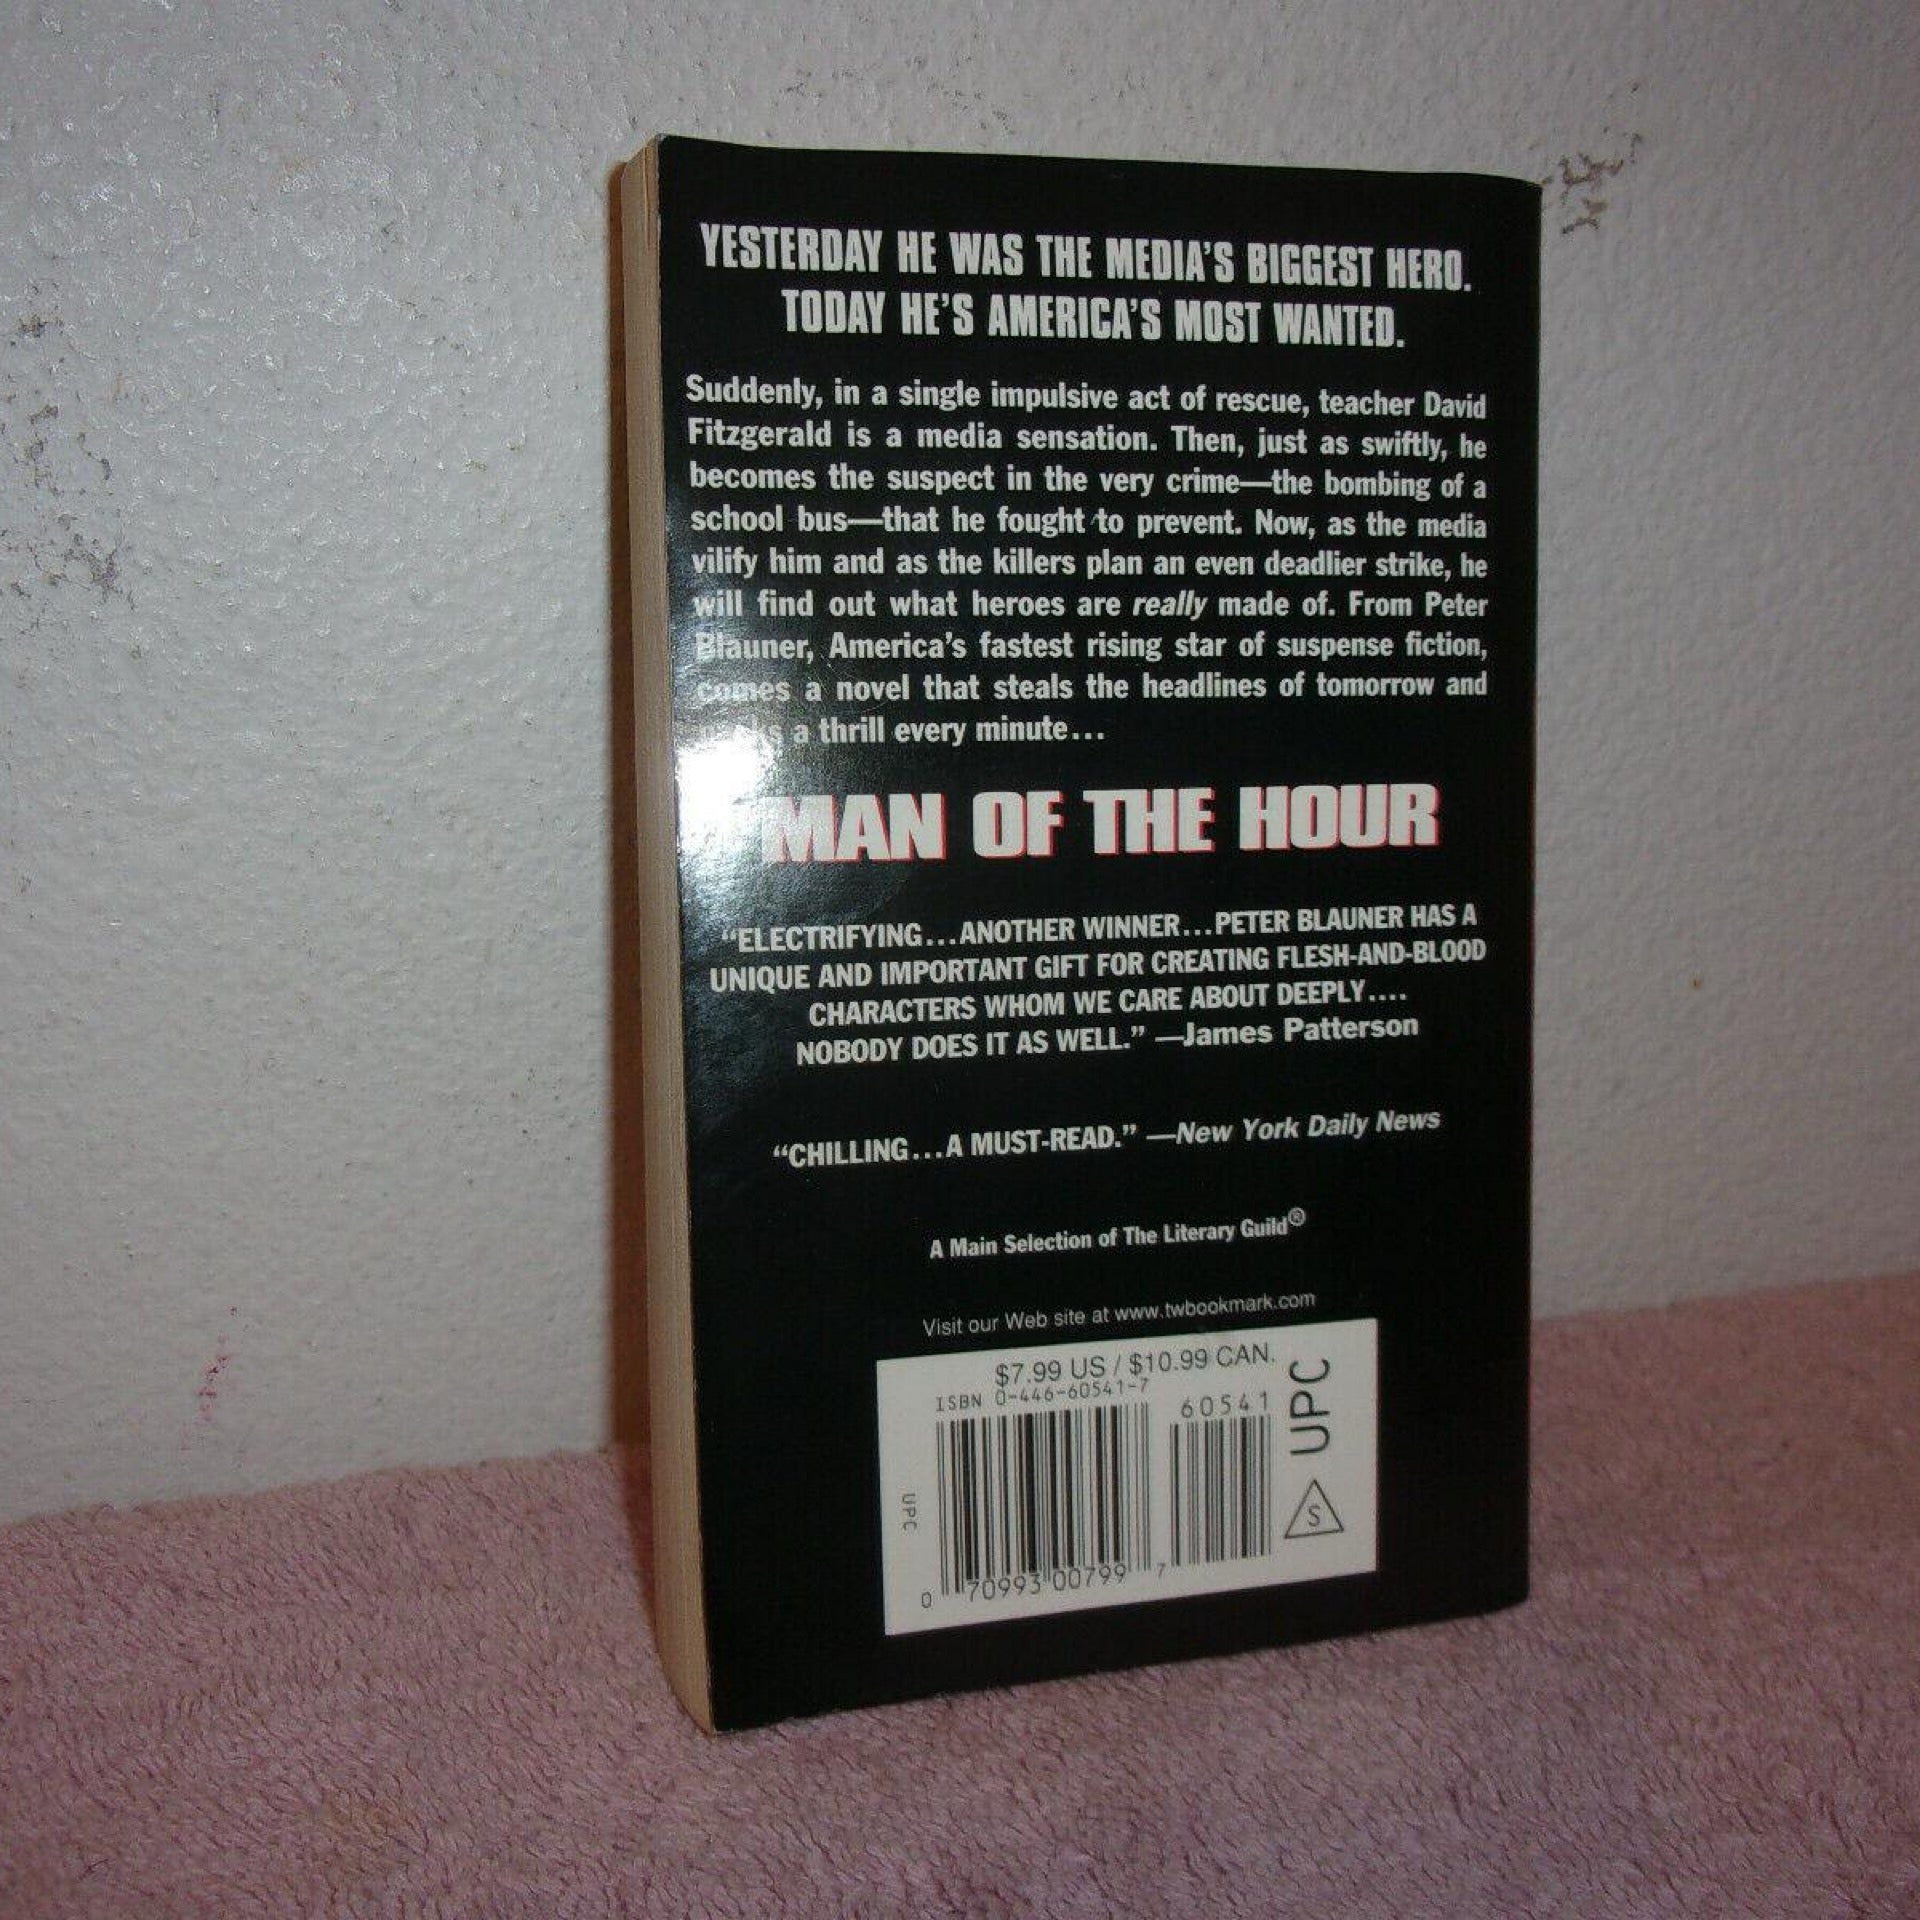 YESTERDAY HE WAS THE MEDIA'S BIGGEST HERO.
TODAY HE'S AMERICA'S MOST WANTED.
Suddenly, in a single impulsive act of rescue, teacher David
Fitzgerald is a media sensation. Then, just as swiftly, he
becomes the suspect in the very crime—the bombing of a
school bus—that he fought to prevent. Now, as the media
vilify him and as the killers plan an even deadlier strike, he
will find out what heroes are really made of. From Peter
Blauner, America's fastest rising star of suspense fiction,
comes a novel that steals the headlines of tomorrow and
a thrill every minute...
MAN OF THE HOUR
“ELECTRIFYING...ANOTHER WINNER...PETER BLAUNER HAS A
UNIQUE AND IMPORTANT GIFT FOR CREATING FLESH-AND-BLOOD
CHARACTERS WHOM WE CARE ABOUT DEEPLY....
NOBODY DOES IT AS WELL.” —James Patterson
“CHILLING...A MUST-READ.” —New York Daily News
A Main Selection of The Literary Guild®
Visit our Web site at www.twbookmark.com
$7.99 US / $10.99 CAN.
ISBN 0-446-60541-7
60541
UPC
UPC
S
0 70993 00799 7